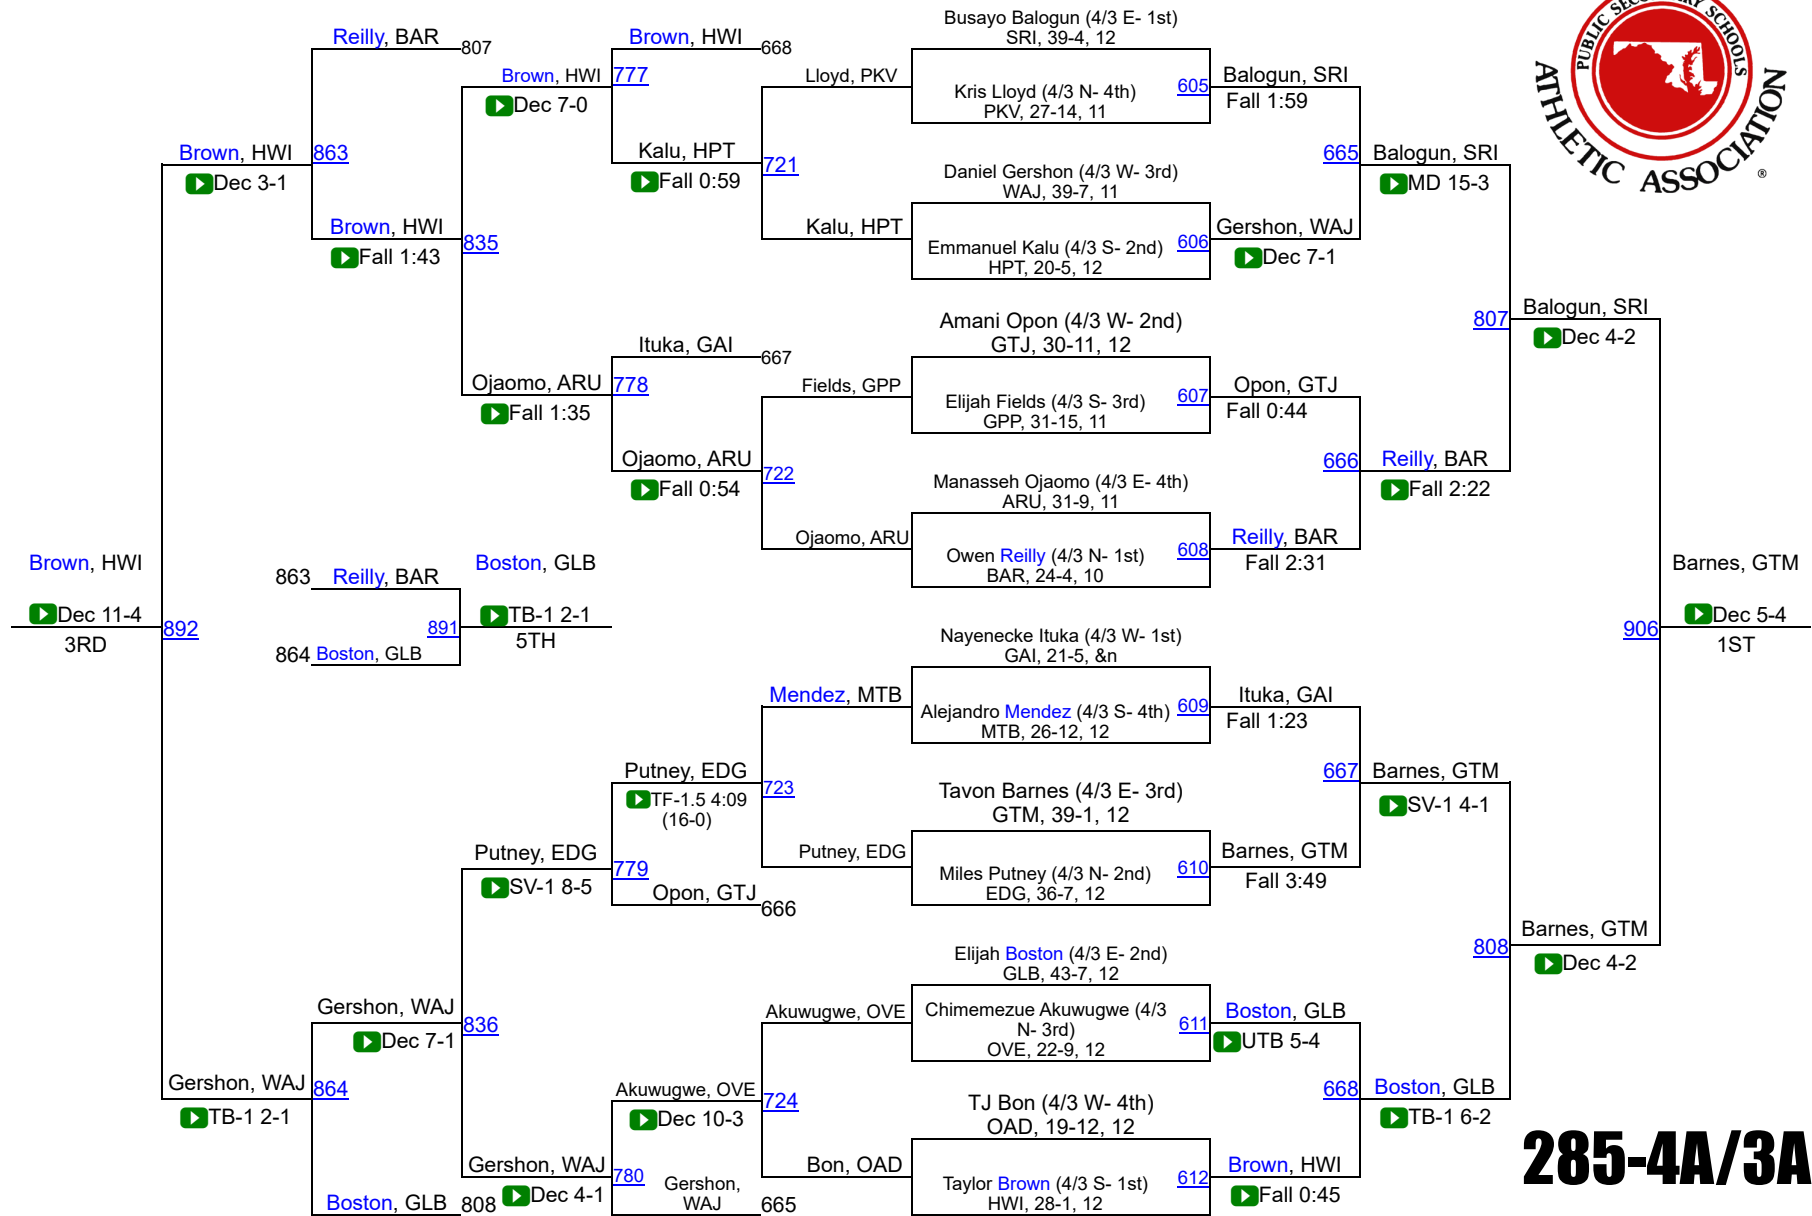 Reilly, BAR
807
Brown, HWI
668
Busayo Balogun (4/3 E- 1st)
SRI, 39-4, 12
Brown, HWI
777
Dec 7-0
Lloyd, PKV
Kris Lloyd (4/3 N- 4th)
PKV, 27-14, 11
605
Balogun, SRI
Fall 1:59
PUBLIC SECONDARY SCHOOLS
ATHLETIC ASSOCIATION
®
Brown, HWI
863
Dec 3-1
Kalu, HPT
Fall 0:59
721
Daniel Gershon (4/3 W- 3rd)
WAJ, 39-7, 11
665
Balogun, SRI
MD 15-3
Brown, HWI
Fall 1:43
835
Kalu, HPT
Emmanuel Kalu (4/3 S- 2nd)
HPT, 20-5, 12
606
Gershon, WAJ
Dec 7-1
Ituka, GAI
667
Amani Opon (4/3 W- 2nd)
GTJ, 30-11, 12
807
Balogun, SRI
Dec 4-2
Ojaomo, ARU
778
Fall 1:35
Fields, GPP
Elijah Fields (4/3 S- 3rd)
GPP, 31-15, 11
607
Opon, GTJ
Fall 0:44
Ojaomo, ARU
Fall 0:54
722
Manasseh Ojaomo (4/3 E- 4th)
ARU, 31-9, 11
666
Reilly, BAR
Fall 2:22
Ojaomo, ARU
Owen Reilly (4/3 N- 1st)
BAR, 24-4, 10
608
Reilly, BAR
Fall 2:31
Brown, HWI
Dec 11-4
3RD
892
863
Reilly, BAR
864
Boston, GLB
891
Boston, GLB
TB-1 2-1
5TH
Barnes, GTM
Dec 5-4
1ST
906
Nayenecke Ituka (4/3 W- 1st)
GAI, 21-5, &n
Mendez, MTB
Alejandro Mendez (4/3 S- 4th)
MTB, 26-12, 12
609
Ituka, GAI
Fall 1:23
Putney, EDG
TF-1.5 4:09
(16-0)
723
Tavon Barnes (4/3 E- 3rd)
GTM, 39-1, 12
667
Barnes, GTM
SV-1 4-1
Putney, EDG
SV-1 8-5
779
Opon, GTJ
666
Putney, EDG
Miles Putney (4/3 N- 2nd)
EDG, 36-7, 12
610
Barnes, GTM
Fall 3:49
808
Barnes, GTM
Dec 4-2
Elijah Boston (4/3 E- 2nd)
GLB, 43-7, 12
Gershon, WAJ
Dec 7-1
836
Akuwugwe, OVE
Chimemezue Akuwugwe (4/3
N- 3rd)
OVE, 22-9, 12
611
Boston, GLB
UTB 5-4
Gershon, WAJ
864
TB-1 2-1
Akuwugwe, OVE
Dec 10-3
724
TJ Bon (4/3 W- 4th)
OAD, 19-12, 12
668
Boston, GLB
TB-1 6-2
Gershon, WAJ
Dec 4-1
780
Gershon,
WAJ
665
Bon, OAD
Taylor Brown (4/3 S- 1st)
HWI, 28-1, 12
612
Brown, HWI
Fall 0:45
Boston, GLB
808
285-4A/3A